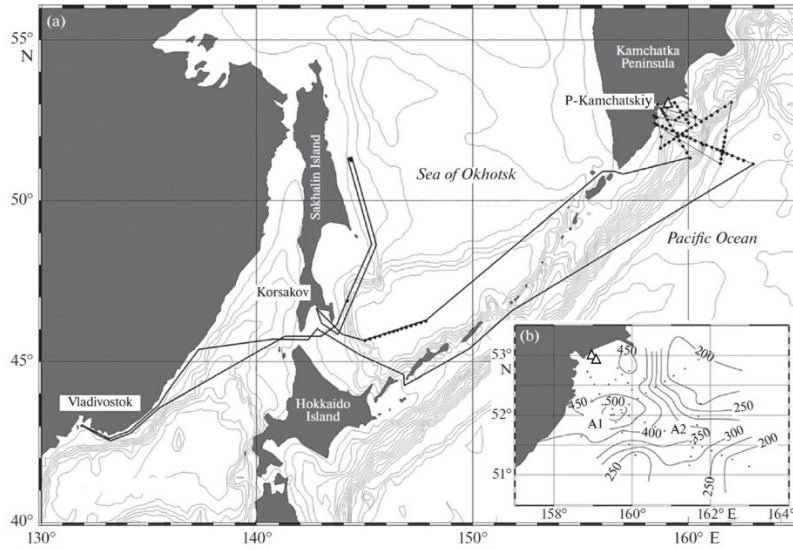 (a)
55°
N
50°
45°
40°
130°
140°
150°
160° E
Kamchatka
Peninsula
P-Kamchatskiy
Sakhalin Island
Sea of Okhotsk
Pacific Ocean
Korsakov
Vladivostok
Hokkaido
Island
(b)
53°
N
52°
51°
158°
160°
162°
E
164°
450
200
450
500
250
A1
400
A2
350
300
200
250
250